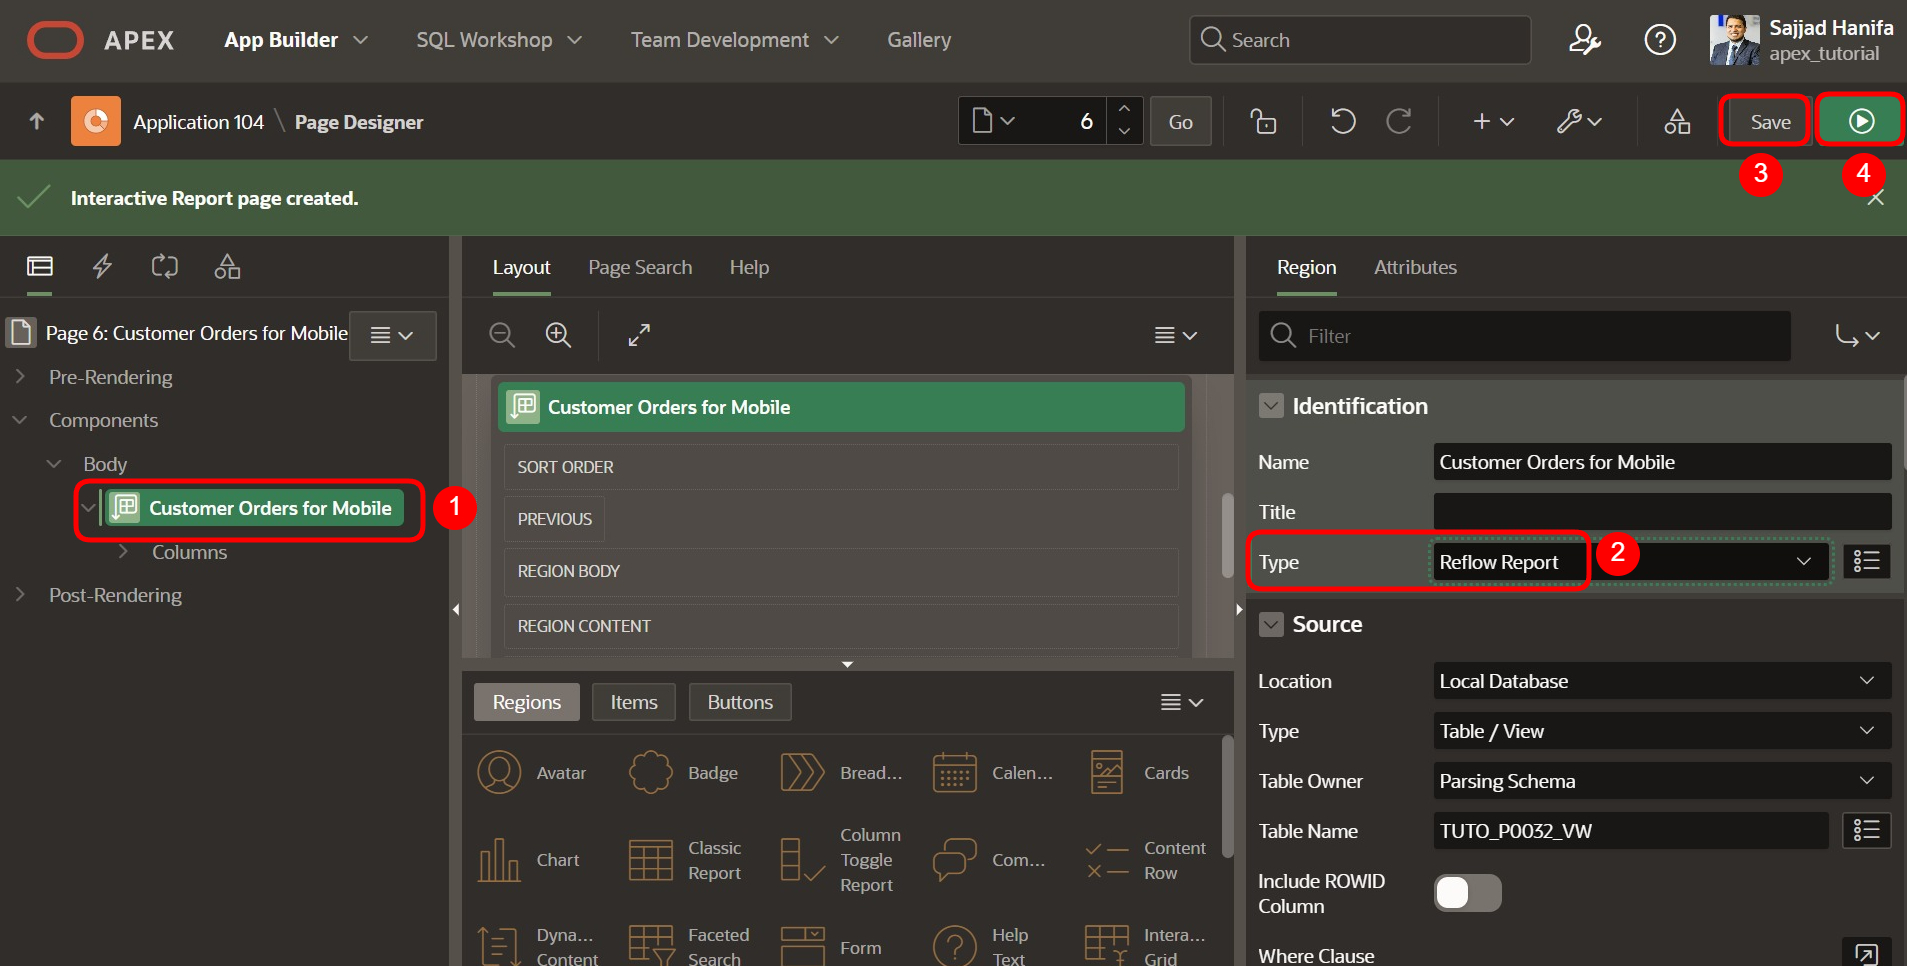 APEX
App Builder
SQL Workshop
Team Development
Gallery
Search
Sajjad Hanifa
apex_tutorial
Application 104 \ Page Designer
6
Go
Save
3
4
Interactive Report page created.
Layout
Page Search
Help
Region
Attributes
Page 6: Customer Orders for Mobile
Pre-Rendering
Components
Body
Customer Orders for Mobile
1
Columns
Post-Rendering
Customer Orders for Mobile
SORT ORDER
PREVIOUS
REGION BODY
REGION CONTENT
Regions
Items
Buttons
Avatar
Badge
Bread...
Calen...
Cards
Chart
Classic
Report
Column
Toggle
Report
Com...
Content
Row
Dyna...
Content
Faceted
Search
Form
Help
Text
Intera...
Grid
Filter
Identification
Name
Customer Orders for Mobile
Title
Type
Reflow Report
2
Source
Location
Local Database
Type
Table / View
Table Owner
Parsing Schema
Table Name
TUTO_P0032_VW
Include ROWID
Column
Where Clause